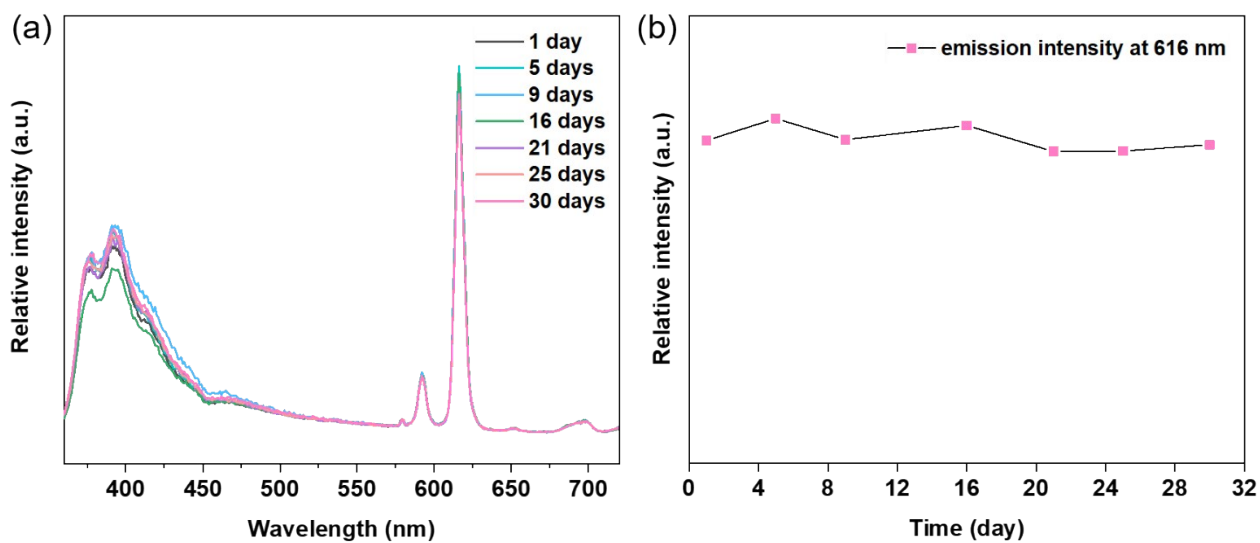 (a)
1 day
5 days
9 days
16 days
21 days
25 days
30 days
Relative intensity (a.u.)
400 450 500 550 600 650 700
Wavelength (nm)
(b)
emission intensity at 616 nm
Relative intensity (a.u.)
0 4 8 12 16 20 24 28 32
Time (day)